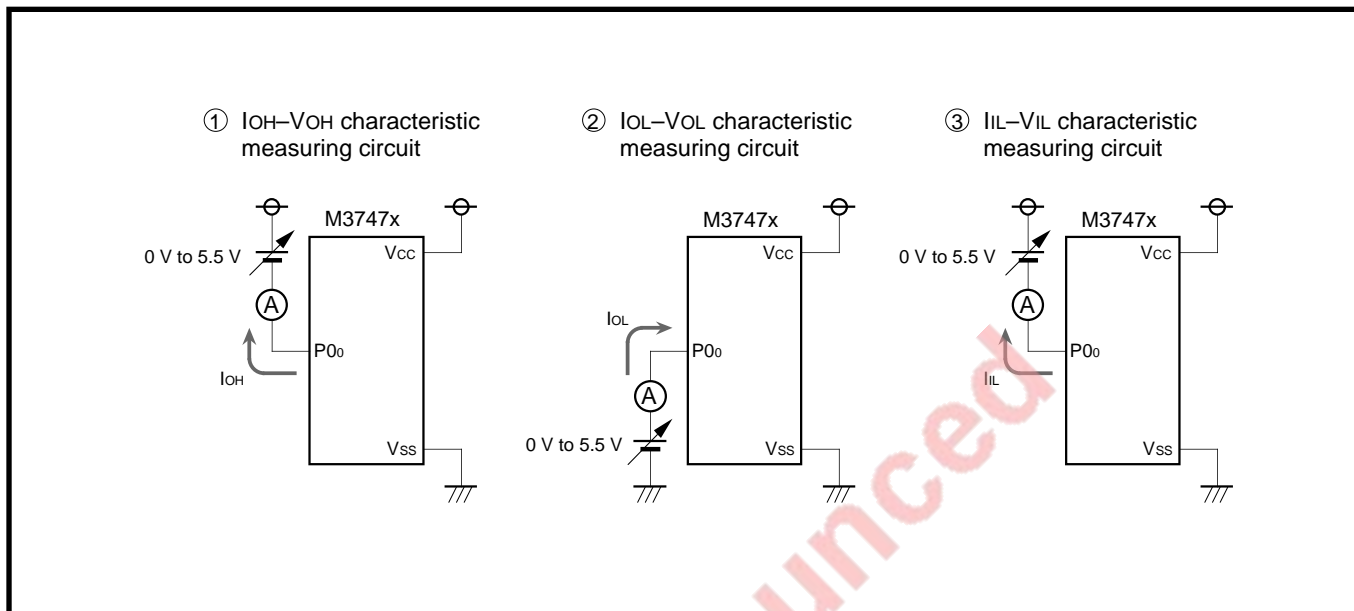 ① IOH–VOH characteristic
measuring circuit
M3747x
VCC
0 V to 5.5 V
A
P00
IOH
VSS
② IOL–VOL characteristic
measuring circuit
M3747x
VCC
IOL
P00
A
0 V to 5.5 V
VSS
③ IIL–VIL characteristic
measuring circuit
M3747x
VCC
0 V to 5.5 V
A
P00
IIL
VSS
unced